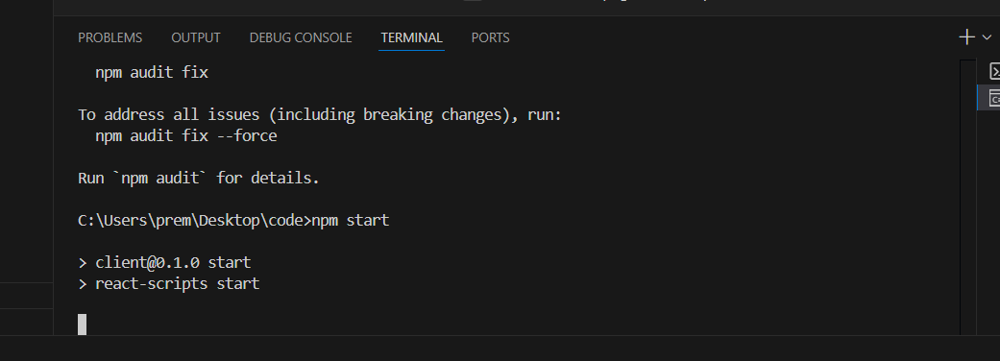 PROBLEMS OUTPUT DEBUG CONSOLE TERMINAL PORTS
npm audit fix
To address all issues (including breaking changes), run:
npm audit fix --force
Run `npm audit` for details.
C:\Users\prem\Desktop\code>npm start
> client@0.1.0 start
> react-scripts start